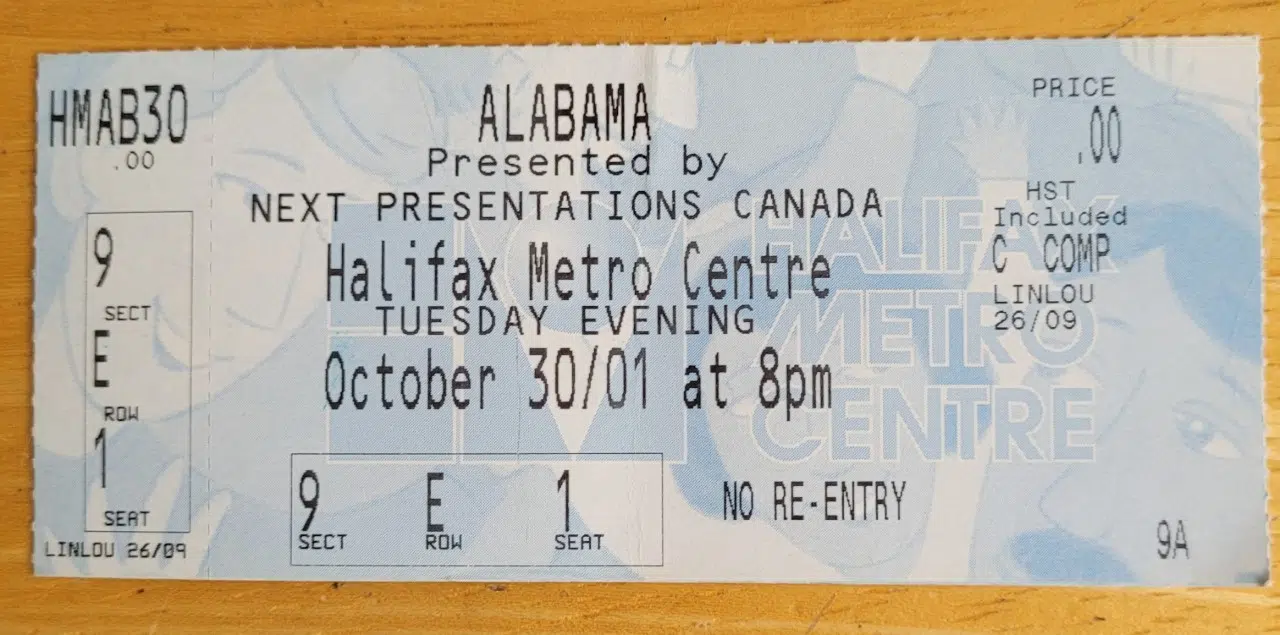 HMAB30
.00
9
SECT
E
ROW
1
SEAT
LINLOU 26/09
ALABAMA
Presented by
NEXT PRESENTATIONS CANADA
Halifax Metro Centre
TUESDAY EVENING
October 30/01 at 8pm
9 E 1
SECT ROW SEAT
NO RE-ENTRY
PRICE
.00
HST
Included
C COMP
LINLOU
26/09
9A
HALIFAX
METRO
CENTRE